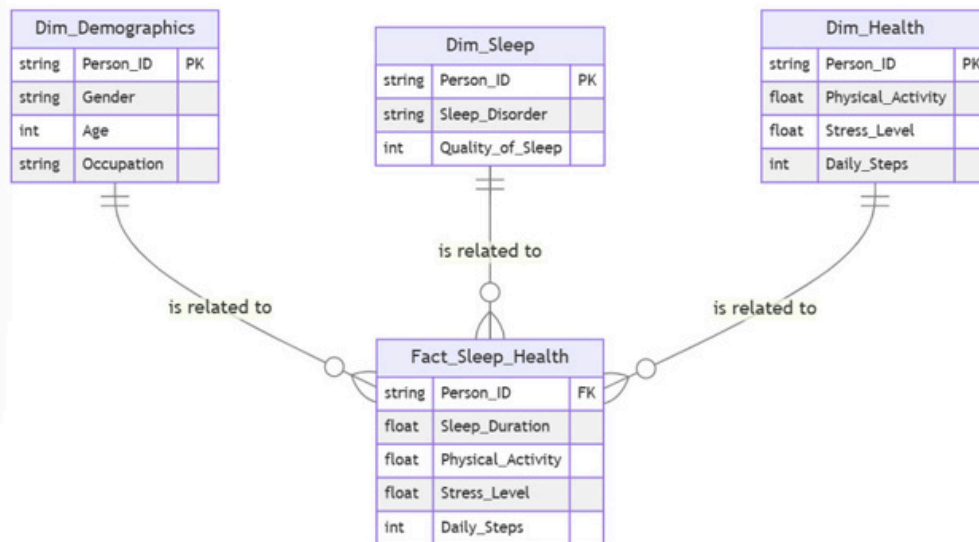 Dim_Demographics
string Person_ID PK
string Gender
int Age
string Occupation
Dim_Sleep
string Person_ID PK
string Sleep_Disorder
int Quality_of_Sleep
Dim_Health
string Person_ID PK
float Physical_Activity
float Stress_Level
int Daily_Steps
is related to
is related to
is related to
Fact_Sleep_Health
string Person_ID FK
float Sleep_Duration
float Physical_Activity
float Stress_Level
int Daily_Steps